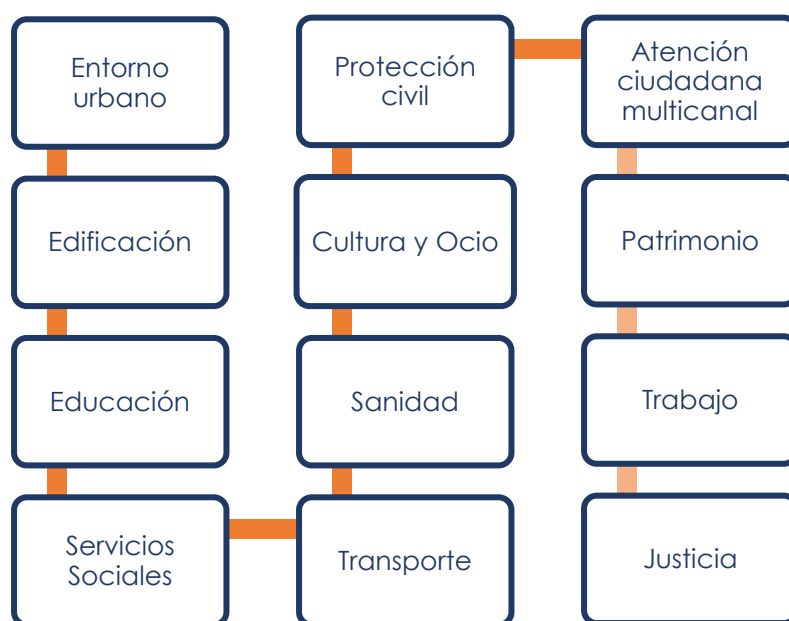 Entorno
urbano
Edificación
Educación
Servicios
Sociales
Transporte
Sanidad
Cultura y Ocio
Protección
civil
Atención
ciudadana
multicanal
Patrimonio
Trabajo
Justicia